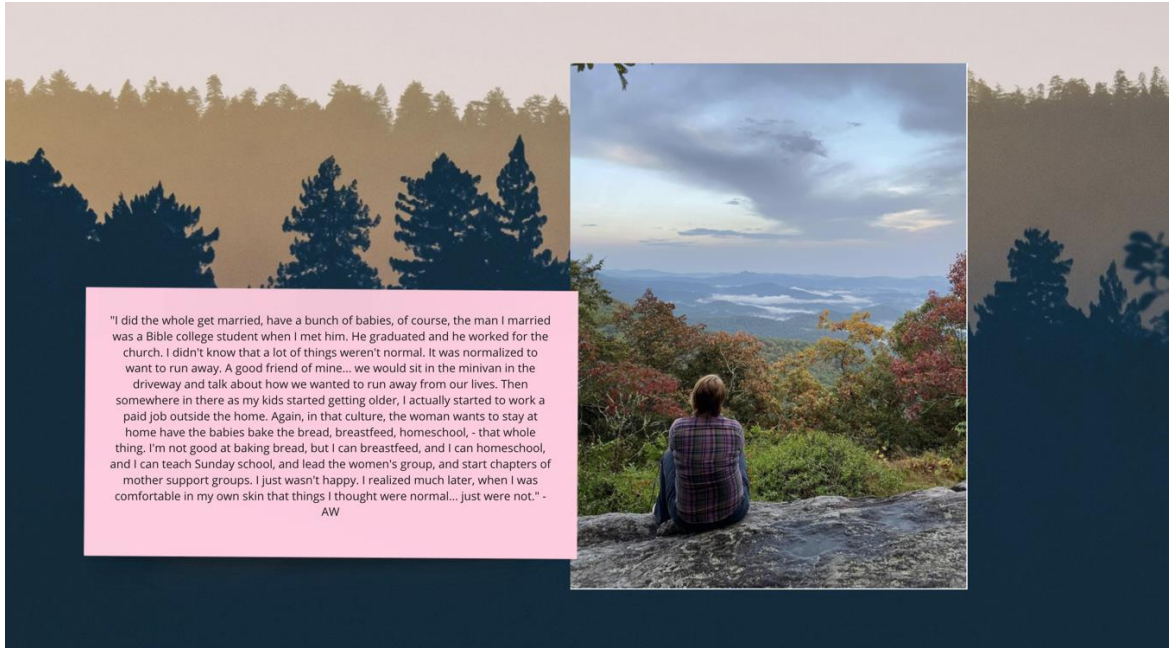 "I did the whole get married, have a bunch of babies, of course, the man I married
was a Bible college student when I met him. He graduated and he worked for the
church. I didn't know that a lot of things weren't normal. It was normalized to
want to run away. A good friend of mine... we would sit in the minivan in the
driveway and talk about how we wanted to run away from our lives. Then
somewhere in there as my kids started getting older, I actually started to work a
paid job outside the home. Again, in that culture, the woman wants to stay at
home have the babies bake the bread, breastfeed, homeschool, - that whole
thing. I'm not good at baking bread, but I can breastfeed, and I can homeschool,
and I can teach Sunday school, and lead the women's group, and start chapters of
mother support groups. I just wasn't happy. I realized much later, when I was
comfortable in my own skin that things I thought were normal... just were not." -
AW